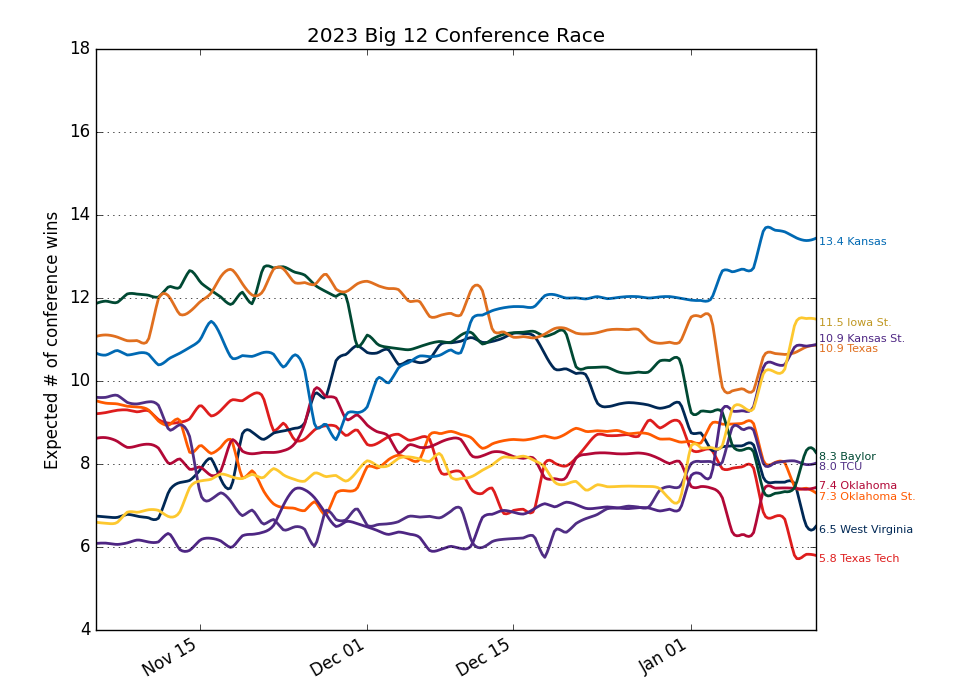 2023 Big 12 Conference Race
Expected # of conference wins
18
16
14
12
10
8
6
4
Nov 15
Dec 01
Dec 15
Jan 01
13.4 Kansas
11.5 Iowa St.
10.9 Kansas St.
10.9 Texas
8.3 Baylor
8.0 TCU
7.4 Oklahoma
7.3 Oklahoma St.
6.5 West Virginia
5.8 Texas Tech